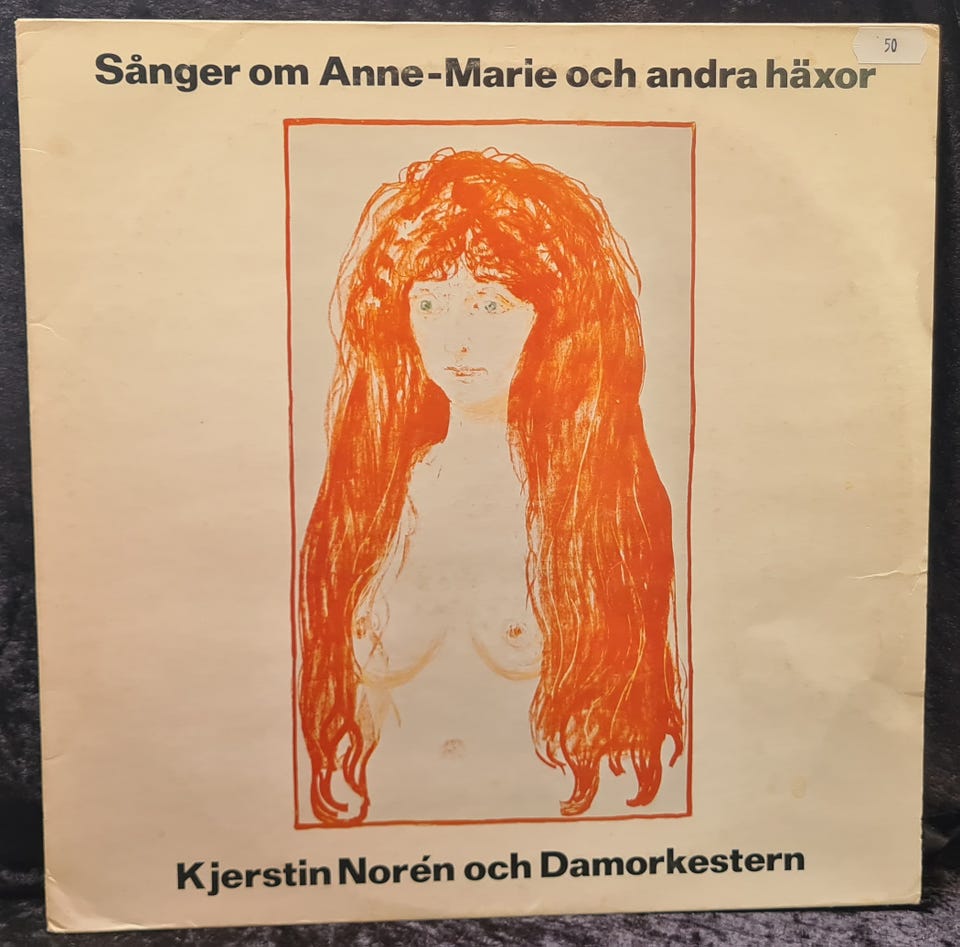 50
Sånger om Anne-Marie och andra häxor
Kjerstin Norén och Damorkestern